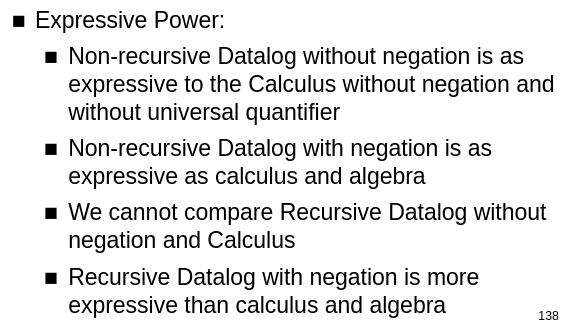 ■ Expressive Power:
■ Non-recursive Datalog without negation is as
expressive to the Calculus without negation and
without universal quantifier
■ Non-recursive Datalog with negation is as
expressive as calculus and algebra
■ We cannot compare Recursive Datalog without
negation and Calculus
■ Recursive Datalog with negation is more
expressive than calculus and algebra
138